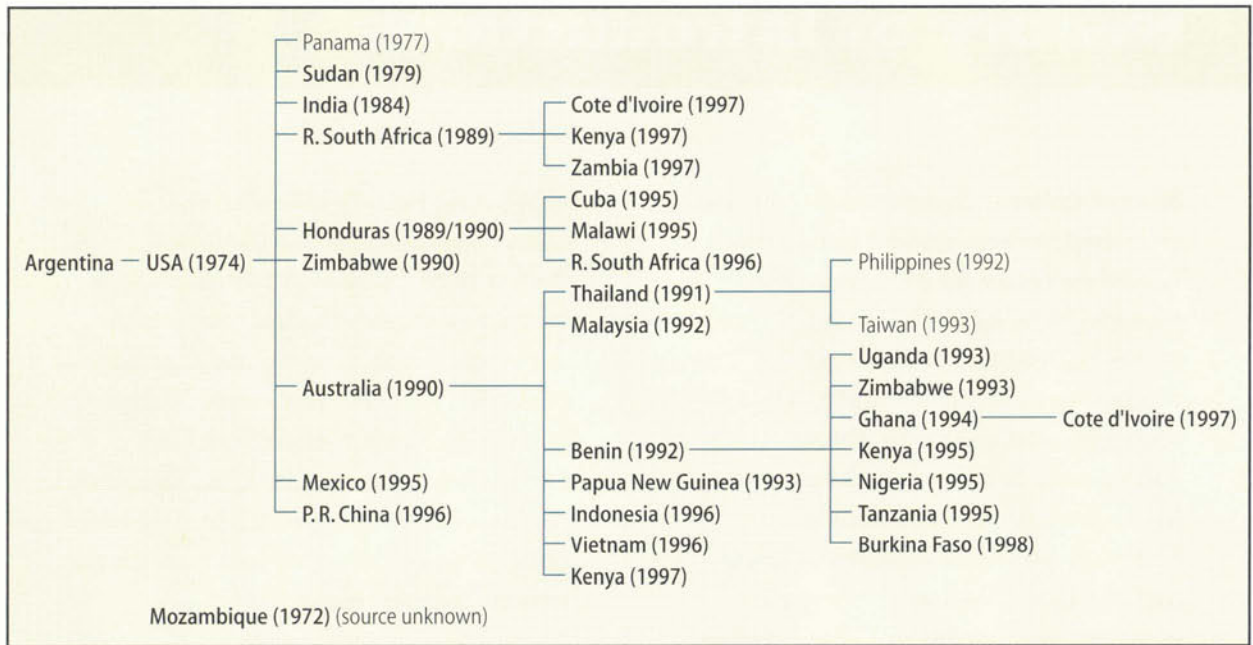 Panama (1977)
Sudan (1979)
India (1984)
Cote d'Ivoire (1997)
R. South Africa (1989)
Kenya (1997)
Zambia (1997)
Cuba (1995)
Honduras (1989/1990)
Malawi (1995)
Argentina
USA (1974)
Zimbabwe (1990)
R. South Africa (1996)
Philippines (1992)
Thailand (1991)
Malaysia (1992)
Taiwan (1993)
Uganda (1993)
Australia (1990)
Zimbabwe (1993)
Ghana (1994)
Cote d'Ivoire (1997)
Benin (1992)
Kenya (1995)
Mexico (1995)
Papua New Guinea (1993)
Nigeria (1995)
P. R. China (1996)
Indonesia (1996)
Tanzania (1995)
Vietnam (1996)
Burkina Faso (1998)
Kenya (1997)
Mozambique (1972) (source unknown)